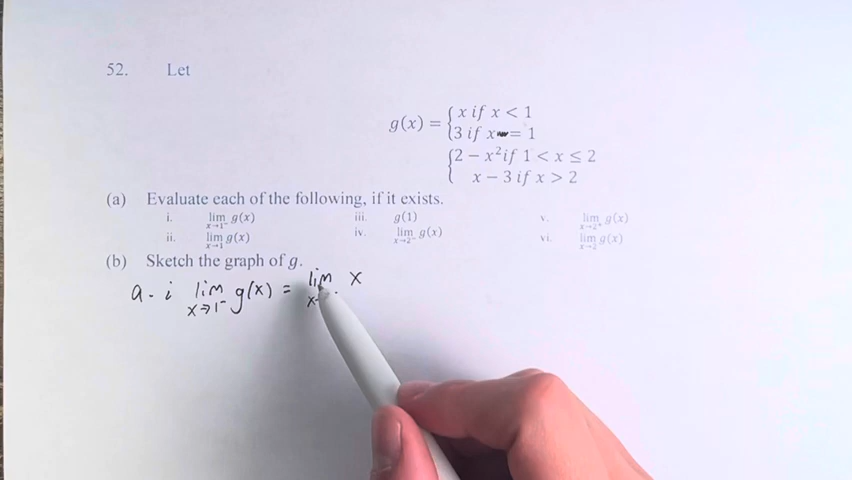 52. Let
g(x) = { x if x < 1
{ 3 if x = 1
{ 2 − x² if 1 < x ≤ 2
{ x − 3 if x > 2
(a) Evaluate each of the following, if it exists.
i. lim x→1⁻ g(x) iii. g(1) v. lim x→2⁺ g(x)
ii. lim x→1 g(x) iv. lim x→2⁻ g(x) vi. lim x→2 g(x)
(b) Sketch the graph of g.
a. i lim x→1⁻ g(x) = lim x→ x